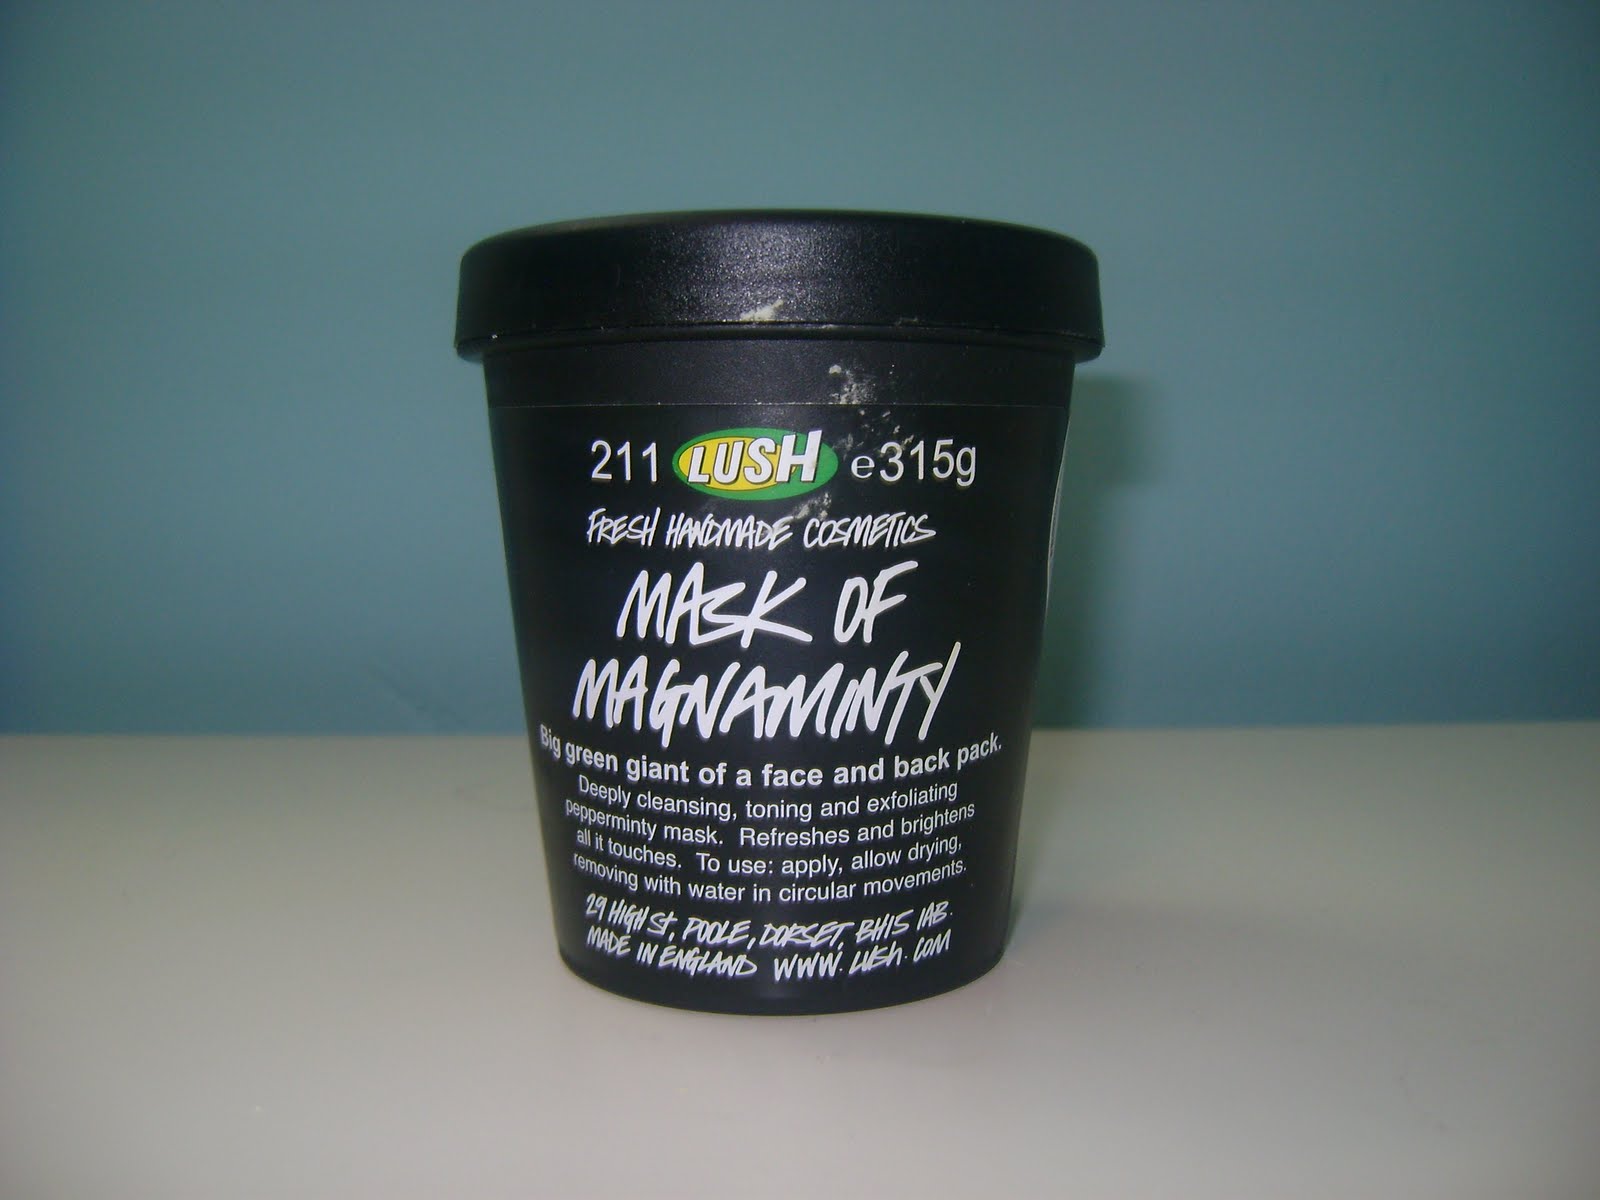 211 LUSH e315g
FRESH HANDMADE COSMETICS
MASK OF
MAGNAMINTY
Big green giant of a face and back pack.
Deeply cleansing, toning and exfoliating
pepperminty mask. Refreshes and brightens
all it touches. To use: apply, allow drying,
removing with water in circular movements.
29 HIGH St, POOLE, DORSET, BH15 1AB.
MADE IN ENGLAND WWW.LUSh.COM